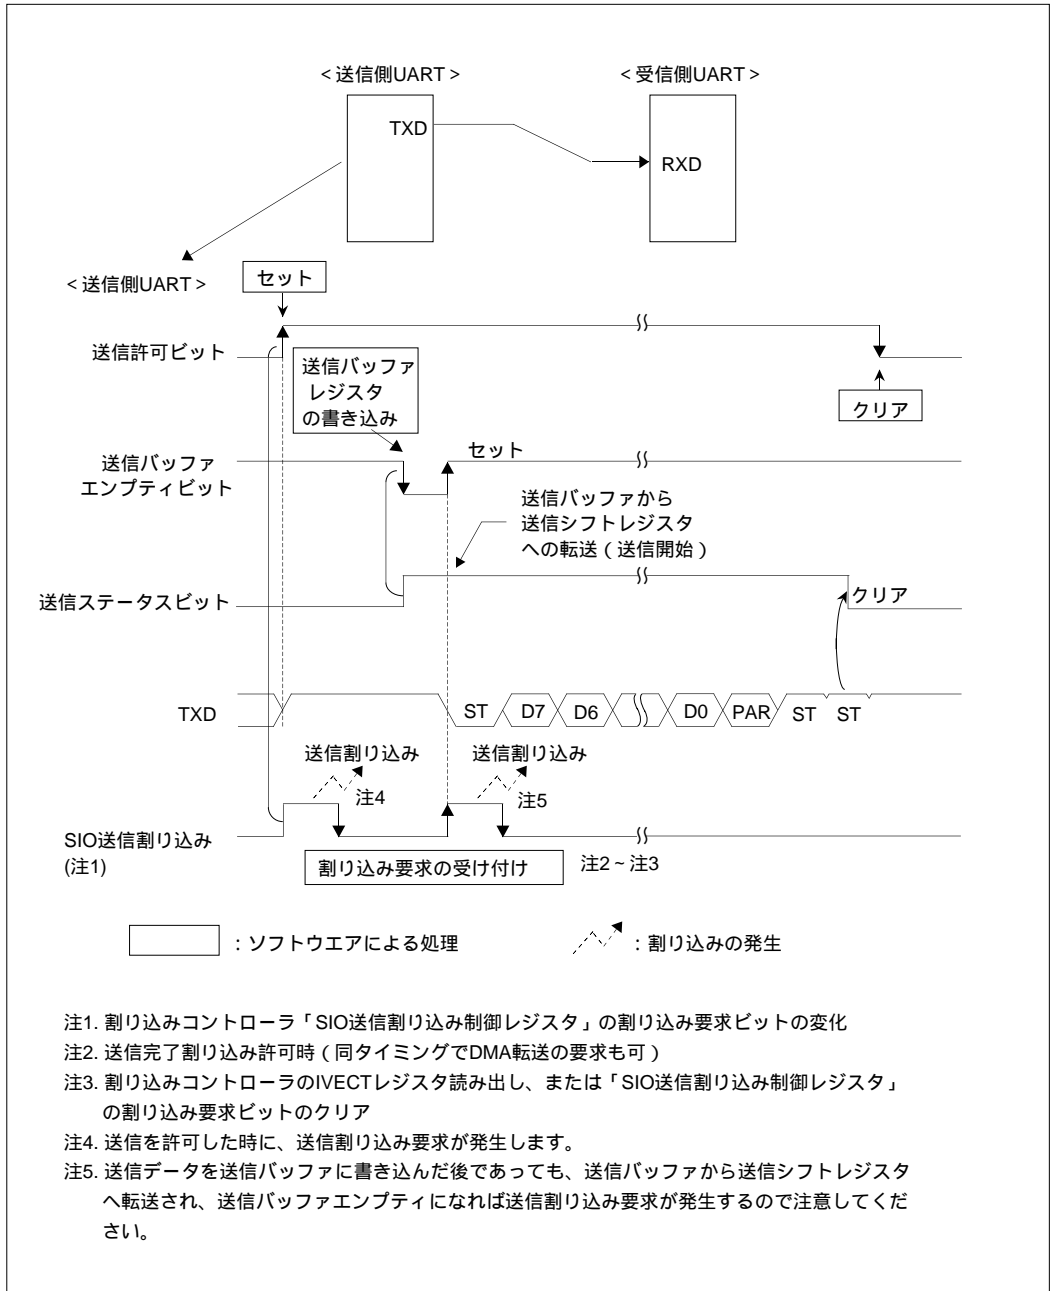 ＜送信側UART＞
＜受信側UART＞
TXD
RXD
＜送信側UART＞
セット
送信許可ビット
送信バッファ
レジスタ
の書き込み
クリア
送信バッファ
エンプティビット
セット
送信バッファから
送信シフトレジスタ
への転送（送信開始）
送信ステータスビット
クリア
TXD
ST D7 D6 D0 PAR ST ST
送信割り込み
注4
送信割り込み
注5
SIO送信割り込み
(注1)
割り込み要求の受け付け
注2～注3
：ソフトウエアによる処理
：割り込みの発生
注1. 割り込みコントローラ「SIO送信割り込み制御レジスタ」の割り込み要求ビットの変化
注2. 送信完了割り込み許可時（同タイミングでDMA転送の要求も可）
注3. 割り込みコントローラのIVECTレジスタ読み出し、または「SIO送信割り込み制御レジスタ」
の割り込み要求ビットのクリア
注4. 送信を許可した時に、送信割り込み要求が発生します。
注5. 送信データを送信バッファに書き込んだ後であっても、送信バッファから送信シフトレジスタ
へ転送され、送信バッファエンプティになれば送信割り込み要求が発生するので注意してくだ
さい。